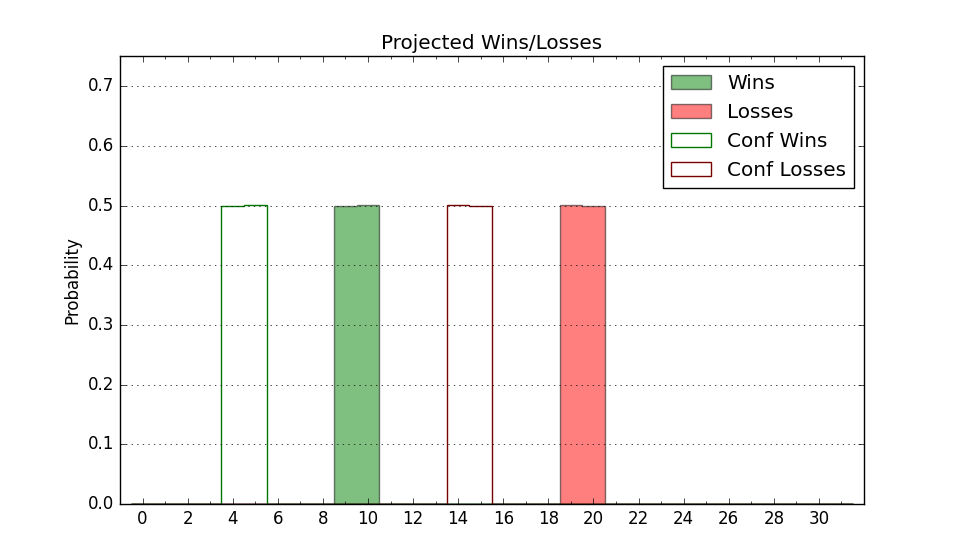 Projected Wins/Losses
Wins
Losses
Conf Wins
Conf Losses
Probability
0.7
0.6
0.5
0.4
0.3
0.2
0.1
0.0
0 2 4 6 8 10 12 14 16 18 20 22 24 26 28 30